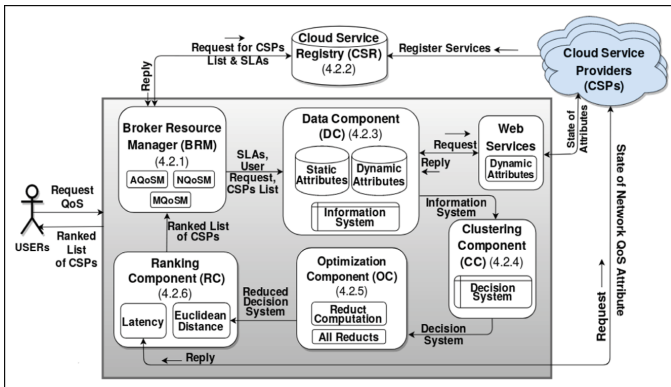 Cloud Service
Registry (CSR)
(4.2.2)
Request for CSPs
List & SLAs
Register Services
Cloud Service
Providers
(CSPs)
Reply
Broker Resource
Manager (BRM)
(4.2.1)
AQoSM
NQoSM
MQoSM
SLAs,
User
Request,
CSPs List
Data Component
(DC) (4.2.3)
Static
Attributes
Dynamic
Attributes
Information
System
Request
Reply
Web
Services
Dynamic
Attributes
State of
Attributes
State of Network QoS Attribute
Request
QoS
USERs
Ranked
List
of CSPs
Ranked List
of CSPs
Information
System
Clustering
Component
(CC) (4.2.4)
Decision
System
Ranking
Component (RC)
(4.2.6)
Latency
Euclidean
Distance
Reduced
Decision
System
Optimization
Component (OC)
(4.2.5)
Reduct
Computation
All Reducts
Decision
System
Request
Reply